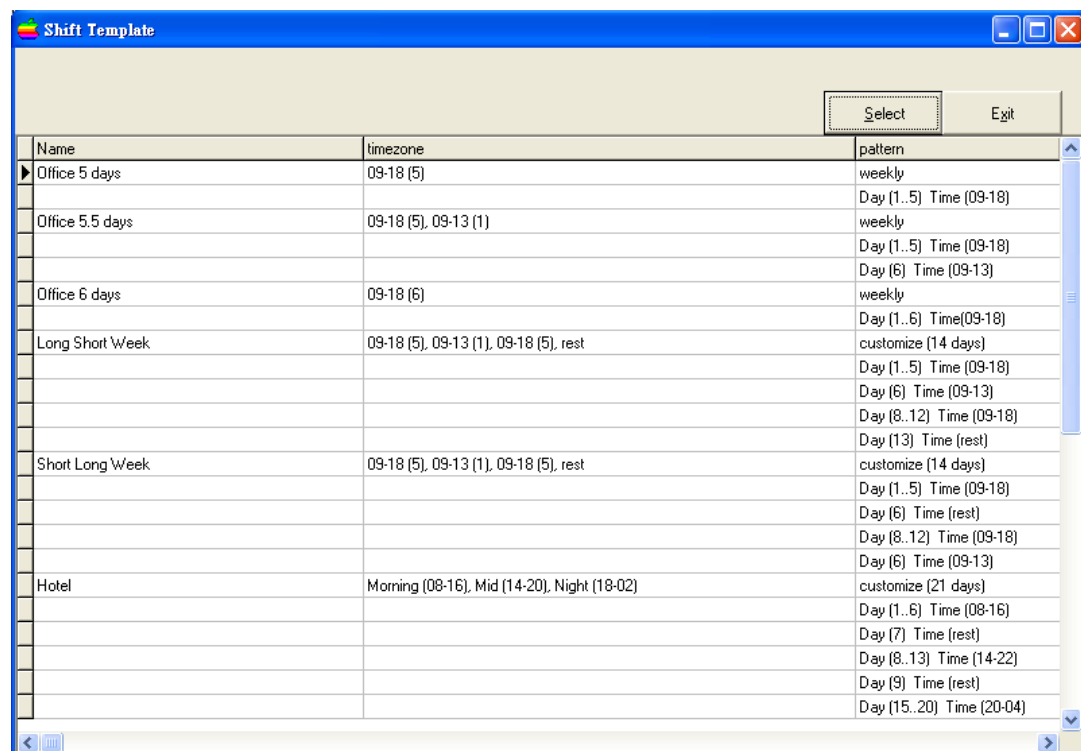 Shift Template
Select Exit
Name timezone pattern
Office 5 days 09-18 (5) weekly
Day (1..5) Time (09-18)
Office 5.5 days 09-18 (5), 09-13 (1) weekly
Day (1..5) Time (09-18)
Day (6) Time (09-13)
Office 6 days 09-18 (6) weekly
Day (1..6) Time(09-18)
Long Short Week 09-18 (5), 09-13 (1), 09-18 (5), rest customize (14 days)
Day (1..5) Time (09-18)
Day (6) Time (09-13)
Day (8..12) Time (09-18)
Day (13) Time (rest)
Short Long Week 09-18 (5), 09-13 (1), 09-18 (5), rest customize (14 days)
Day (1..5) Time (09-18)
Day (6) Time (rest)
Day (8..12) Time (09-18)
Day (6) Time (09-13)
Hotel Morning (08-16), Mid (14-20), Night (18-02) customize (21 days)
Day (1..6) Time (08-16)
Day (7) Time (rest)
Day (8..13) Time (14-22)
Day (9) Time (rest)
Day (15..20) Time (20-04)